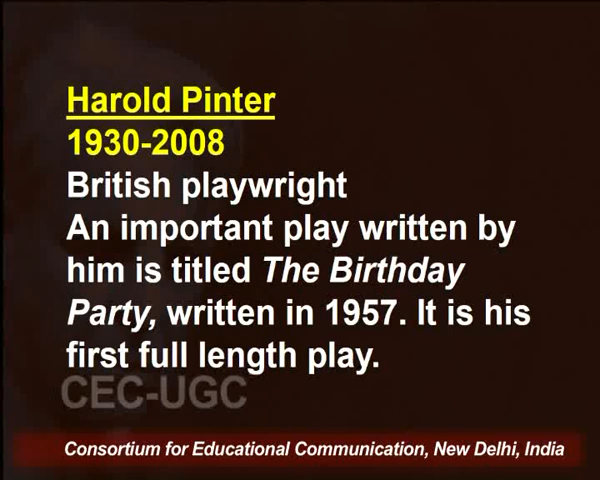 Harold Pinter
1930-2008
British playwright
An important play written by
him is titled The Birthday
Party, written in 1957. It is his
first full length play.
CEC-UGC
Consortium for Educational Communication, New Delhi, India